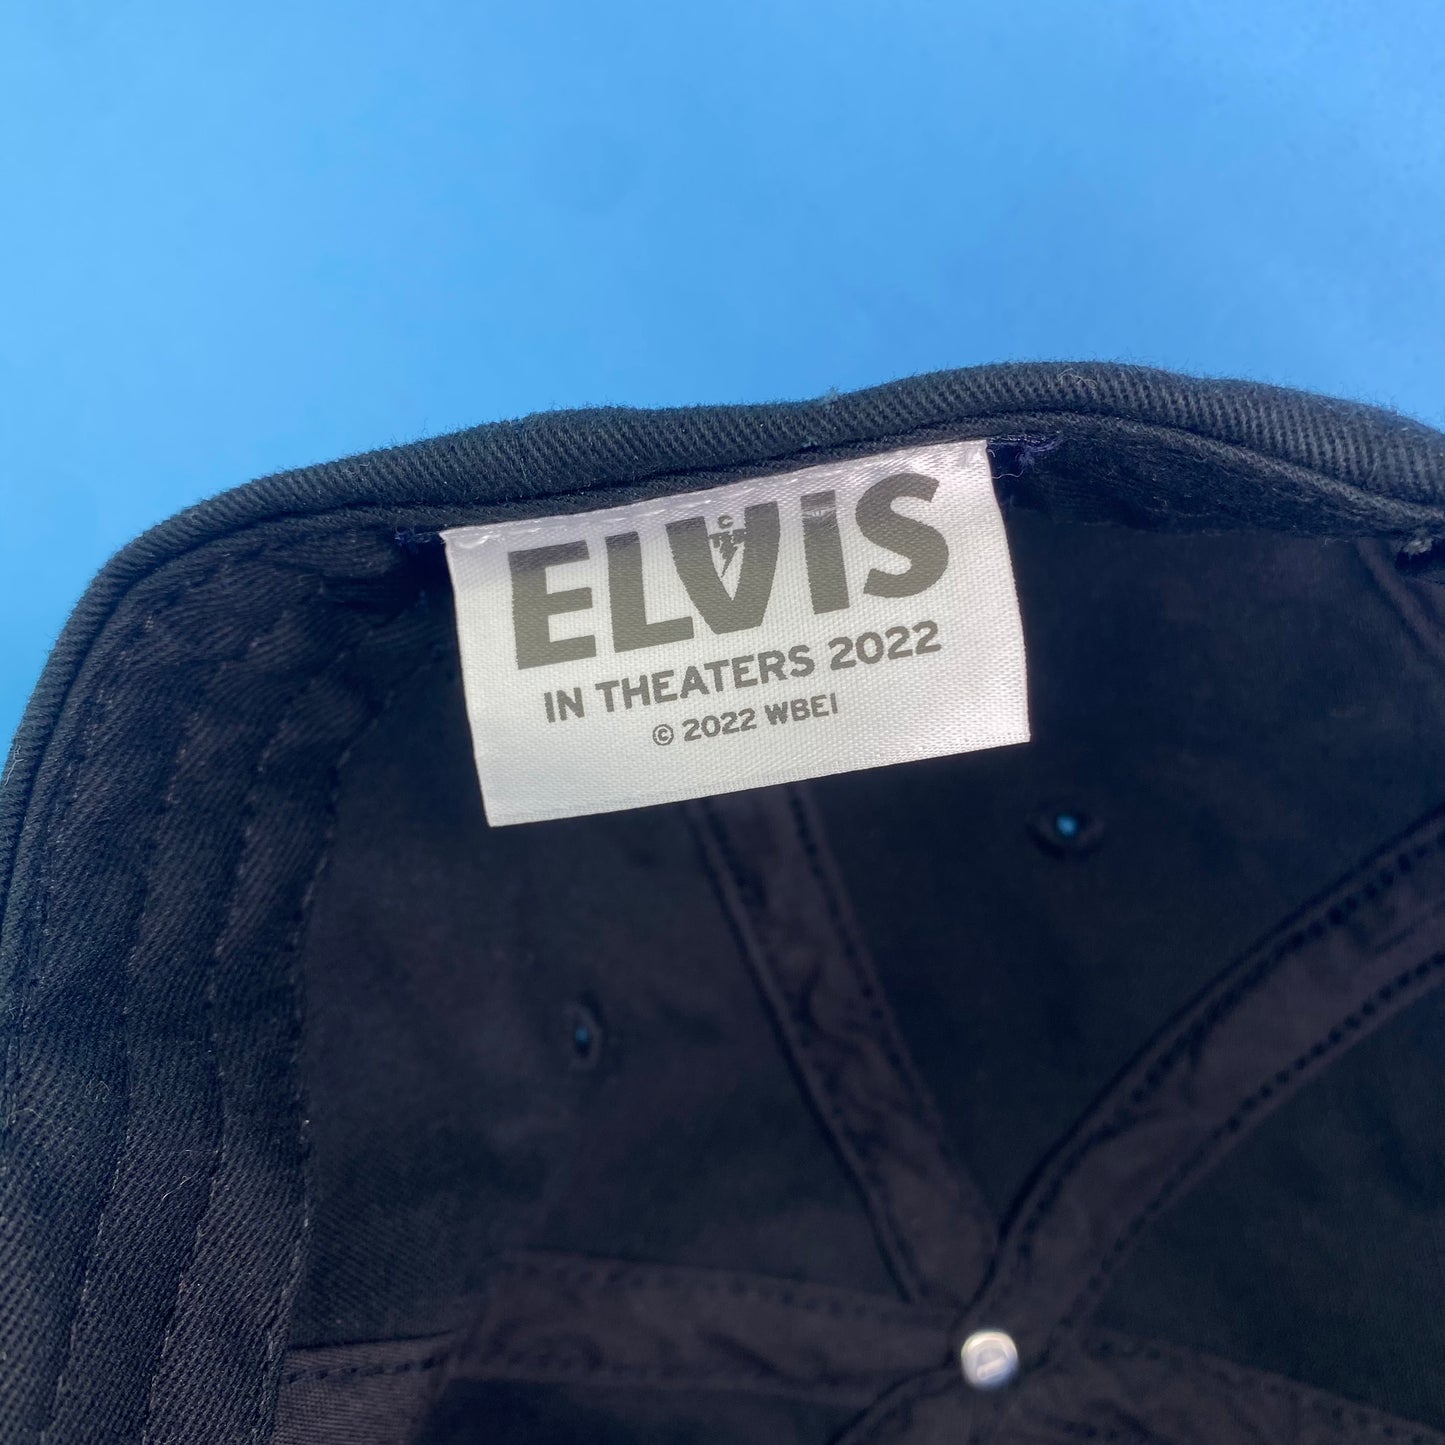 ELViS
IN THEATERS 2022
© 2022 WBEI